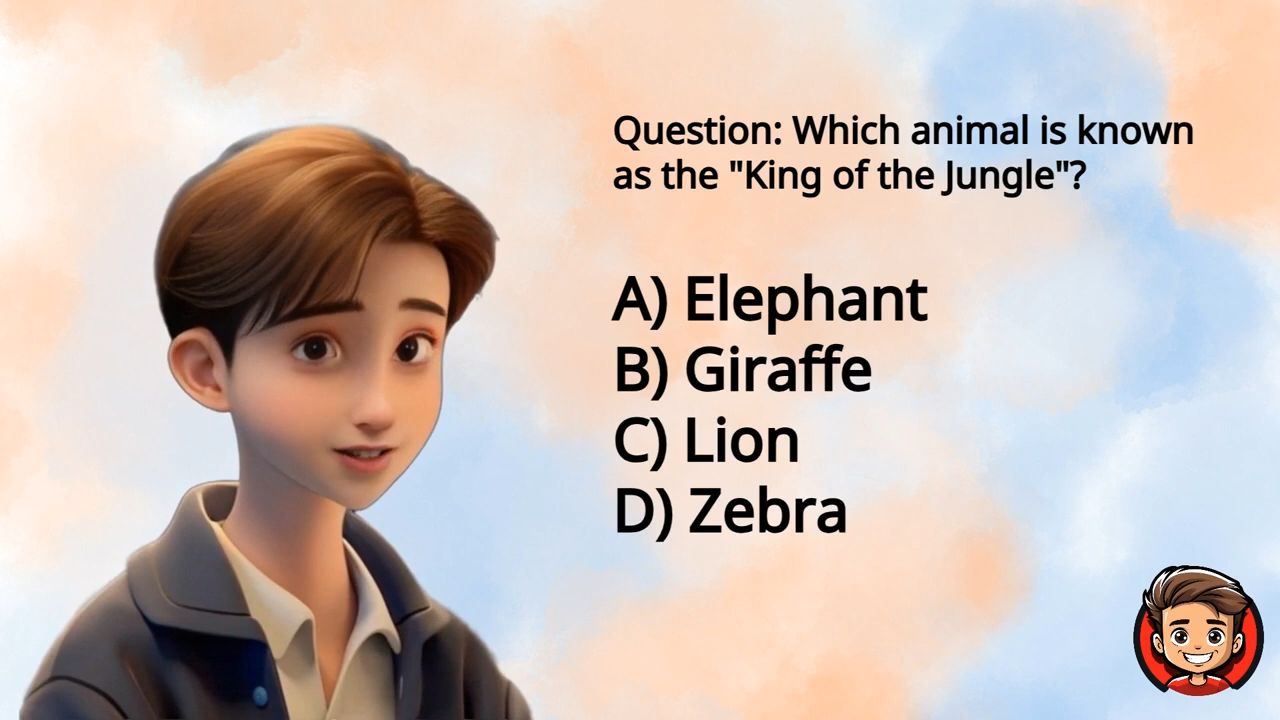 Question: Which animal is known
as the "King of the Jungle"?
A) Elephant
B) Giraffe
C) Lion
D) Zebra